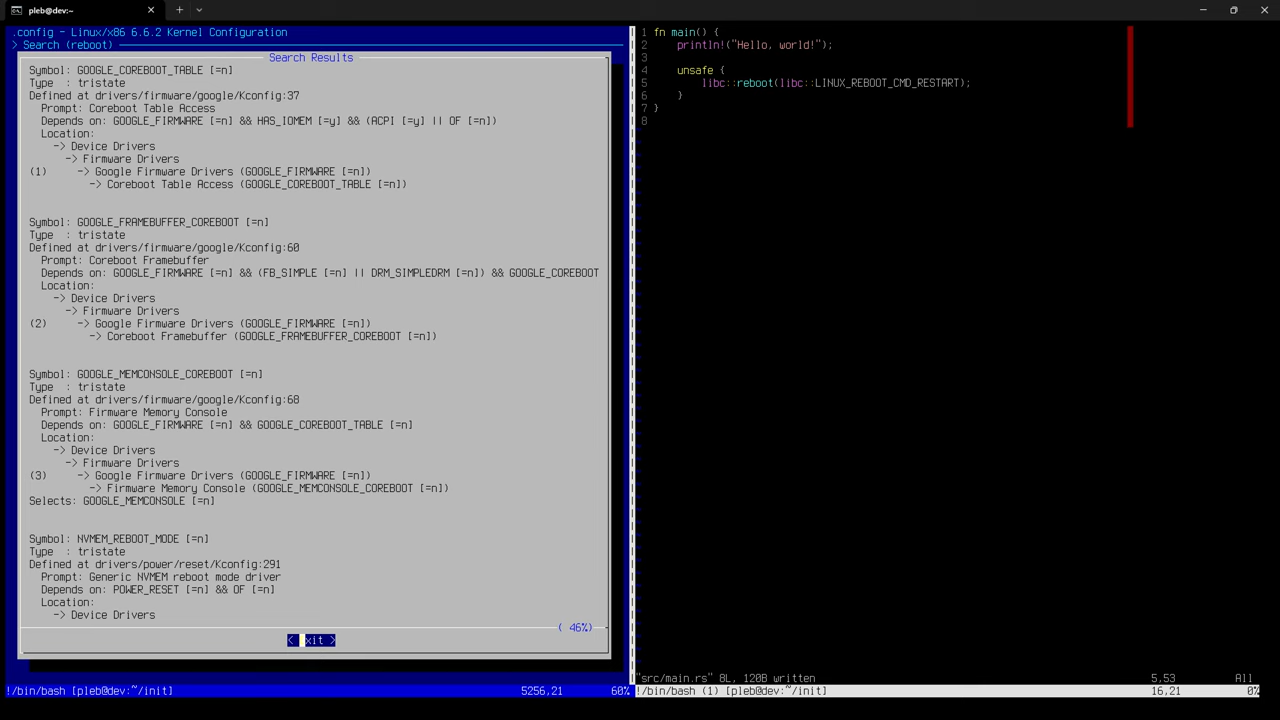 pleb@dev:~
.config - Linux/x86 6.6.2 Kernel Configuration
> Search (reboot)
Search Results
Symbol: GOOGLE_COREBOOT_TABLE [=n]
Type  : tristate
Defined at drivers/firmware/google/Kconfig:37
Prompt: Coreboot Table Access
Depends on: GOOGLE_FIRMWARE [=n] && HAS_IOMEM [=y] && (ACPI [=y] || OF [=n])
Location:
-> Device Drivers
-> Firmware Drivers
(1)     -> Google Firmware Drivers (GOOGLE_FIRMWARE [=n])
-> Coreboot Table Access (GOOGLE_COREBOOT_TABLE [=n])
Symbol: GOOGLE_FRAMEBUFFER_COREBOOT [=n]
Type  : tristate
Defined at drivers/firmware/google/Kconfig:60
Prompt: Coreboot Framebuffer
Depends on: GOOGLE_FIRMWARE [=n] && (FB_SIMPLE [=n] || DRM_SIMPLEDRM [=n]) && GOOGLE_COREBOOT
Location:
-> Device Drivers
-> Firmware Drivers
(2)     -> Google Firmware Drivers (GOOGLE_FIRMWARE [=n])
-> Coreboot Framebuffer (GOOGLE_FRAMEBUFFER_COREBOOT [=n])
Symbol: GOOGLE_MEMCONSOLE_COREBOOT [=n]
Type  : tristate
Defined at drivers/firmware/google/Kconfig:68
Prompt: Firmware Memory Console
Depends on: GOOGLE_FIRMWARE [=n] && GOOGLE_COREBOOT_TABLE [=n]
Location:
-> Device Drivers
-> Firmware Drivers
(3)     -> Google Firmware Drivers (GOOGLE_FIRMWARE [=n])
-> Firmware Memory Console (GOOGLE_MEMCONSOLE_COREBOOT [=n])
Selects: GOOGLE_MEMCONSOLE [=n]
Symbol: NVMEM_REBOOT_MODE [=n]
Type  : tristate
Defined at drivers/power/reset/Kconfig:291
Prompt: Generic NVMEM reboot mode driver
Depends on: POWER_RESET [=n] && OF [=n]
Location:
-> Device Drivers
( 46%)
< xit >
!/bin/bash [pleb@dev:~/init] 5256,21 60%
1 fn main() {
2     println!("Hello, world!");
3
4     unsafe {
5         libc::reboot(libc::LINUX_REBOOT_CMD_RESTART);
6     }
7 }
8
"src/main.rs" 8L, 120B written 5,53 All
!/bin/bash (1) [pleb@dev:~/init] 16,21 0%